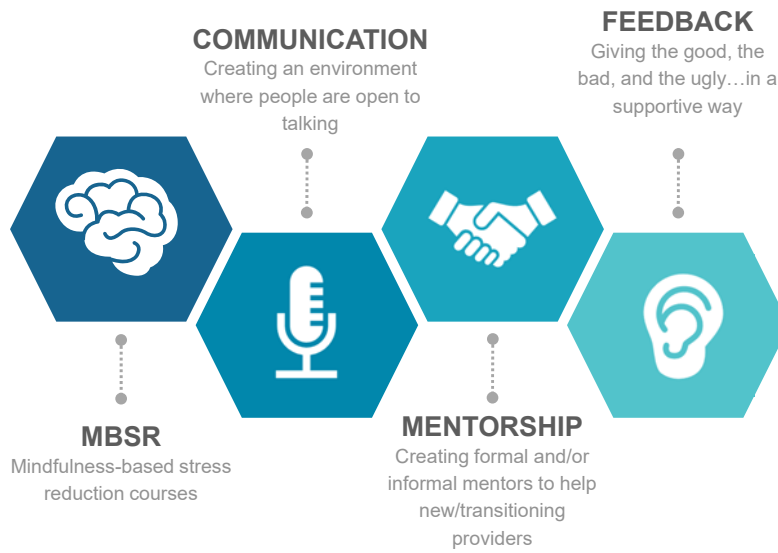 COMMUNICATION
Creating an environment
where people are open to
talking
FEEDBACK
Giving the good, the
bad, and the ugly…in a
supportive way
MBSR
Mindfulness-based stress
reduction courses
MENTORSHIP
Creating formal and/or
informal mentors to help
new/transitioning
providers